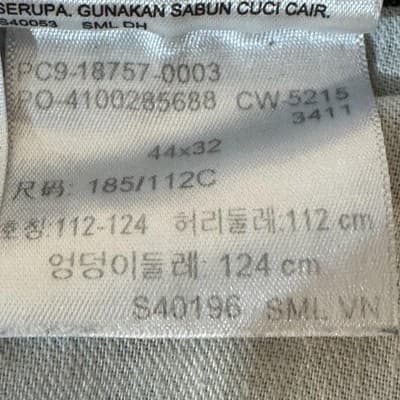 SERUPA. GUNAKAN SABUN CUCI CAIR.
S40053 SML DH
PC9-18757-0003
PO-4100285688 CW-5215
3411
44x32
尺码: 185/112C
호칭:112-124 허리둘레:112 cm
엉덩이둘레: 124 cm
S40196 SML VN